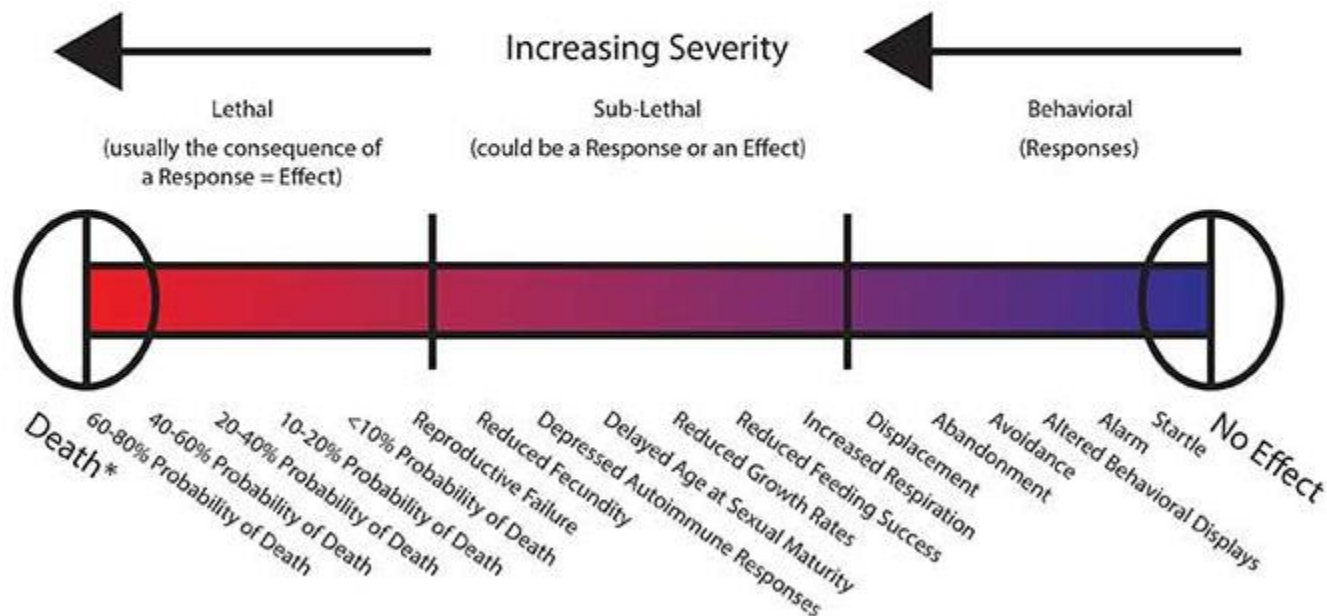 Increasing Severity
Lethal
(usually the consequence of
a Response = Effect)
Sub-Lethal
(could be a Response or an Effect)
Behavioral
(Responses)
Death*
60-80% Probability of Death
40-60% Probability of Death
20-40% Probability of Death
10-20% Probability of Death
<10% Probability of Death
Reproductive Failure
Reduced Fecundity
Depressed Autoimmune Responses
Delayed Age at Sexual Maturity
Reduced Growth Rates
Reduced Feeding Success
Increased Respiration
Displacement
Abandonment
Avoidance
Altered Behavioral Displays
Alarm
Startle
No Effect